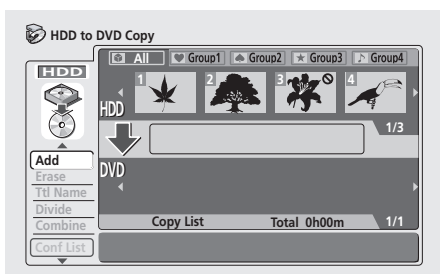 HDD to
DVD Copy
All Group1 Group2 Group3 Group4
HDD
1 2 3 4
HDD
1/3
Add
Erase
Ttl Name
Divide
Combine
Conf List
DVD
Copy List Total 0h00m 1/1